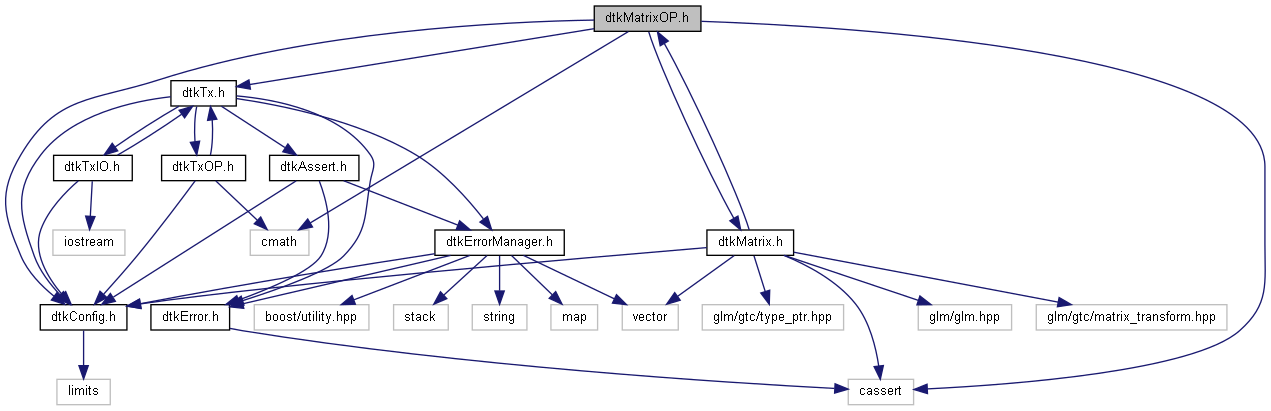 dtkMatrixOP.h
dtkTx.h
dtkTxIO.h
dtkTxOP.h
dtkAssert.h
iostream
cmath
dtkErrorManager.h
dtkMatrix.h
dtkConfig.h
dtkError.h
boost/utility.hpp
stack
string
map
vector
glm/gtc/type_ptr.hpp
glm/glm.hpp
glm/gtc/matrix_transform.hpp
limits
cassert